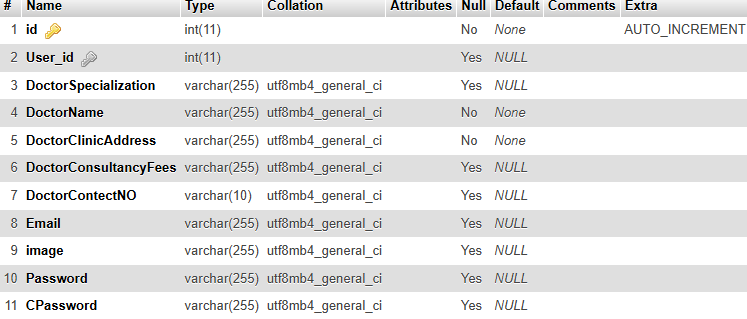 # Name Type Collation Attributes Null Default Comments Extra
1 id int(11) No None AUTO_INCREMENT
2 User_id int(11) Yes NULL
3 DoctorSpecialization varchar(255) utf8mb4_general_ci Yes NULL
4 DoctorName varchar(255) utf8mb4_general_ci No None
5 DoctorClinicAddress varchar(255) utf8mb4_general_ci No None
6 DoctorConsultancyFees varchar(255) utf8mb4_general_ci Yes NULL
7 DoctorContectNO varchar(10) utf8mb4_general_ci Yes NULL
8 Email varchar(255) utf8mb4_general_ci Yes NULL
9 image varchar(255) utf8mb4_general_ci Yes NULL
10 Password varchar(255) utf8mb4_general_ci Yes NULL
11 CPassword varchar(255) utf8mb4_general_ci Yes NULL